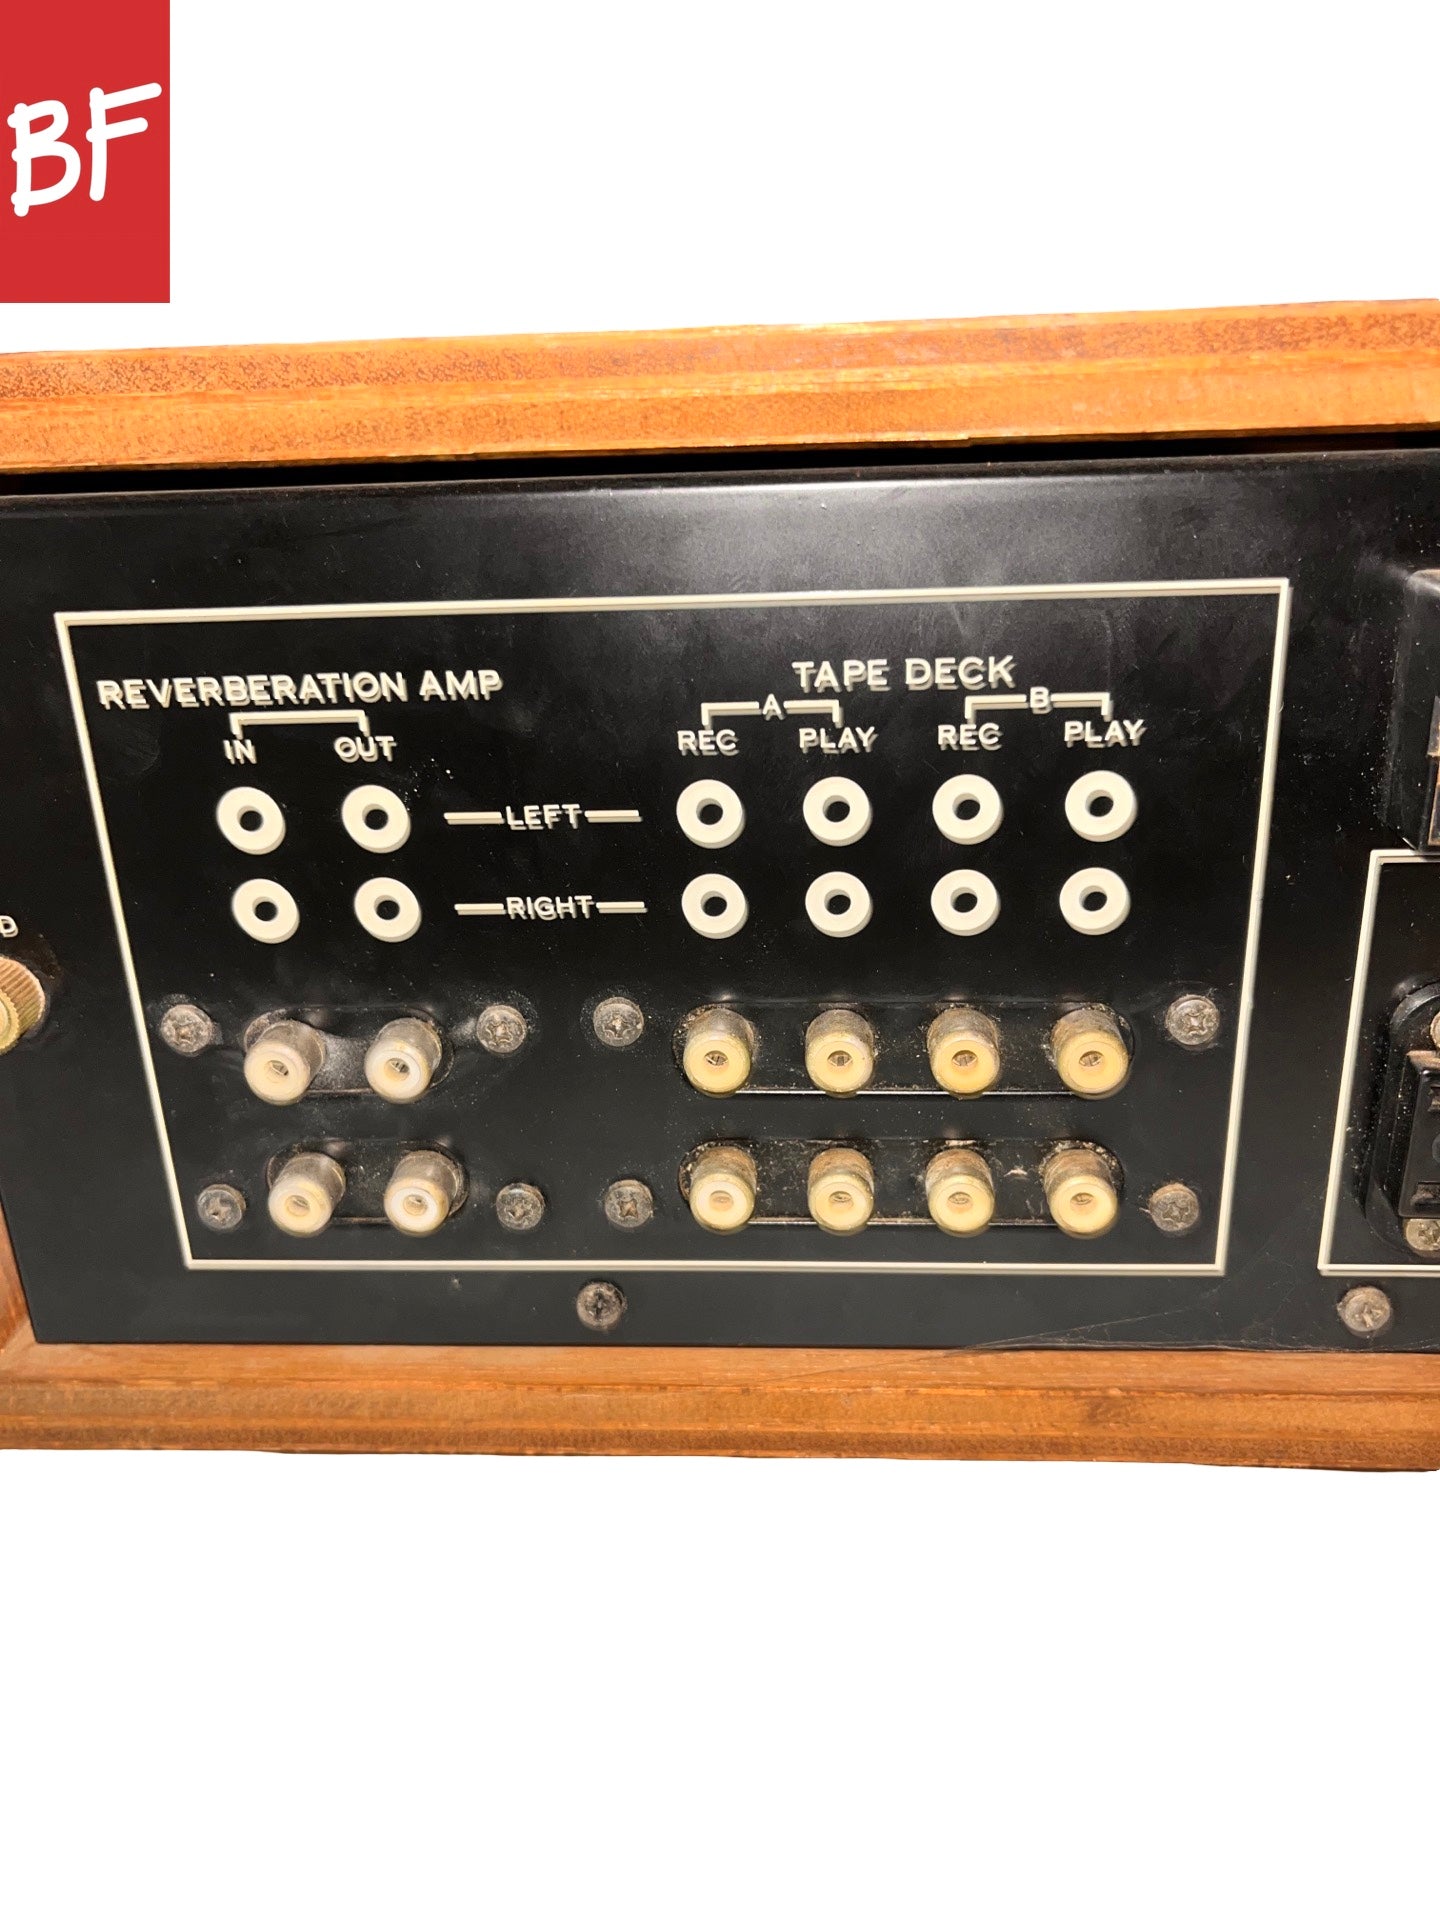 BF
REVERBERATION AMP
TAPE DECK
A
B
IN
OUT
REC
PLAY
REC
PLAY
LEFT
RIGHT
D